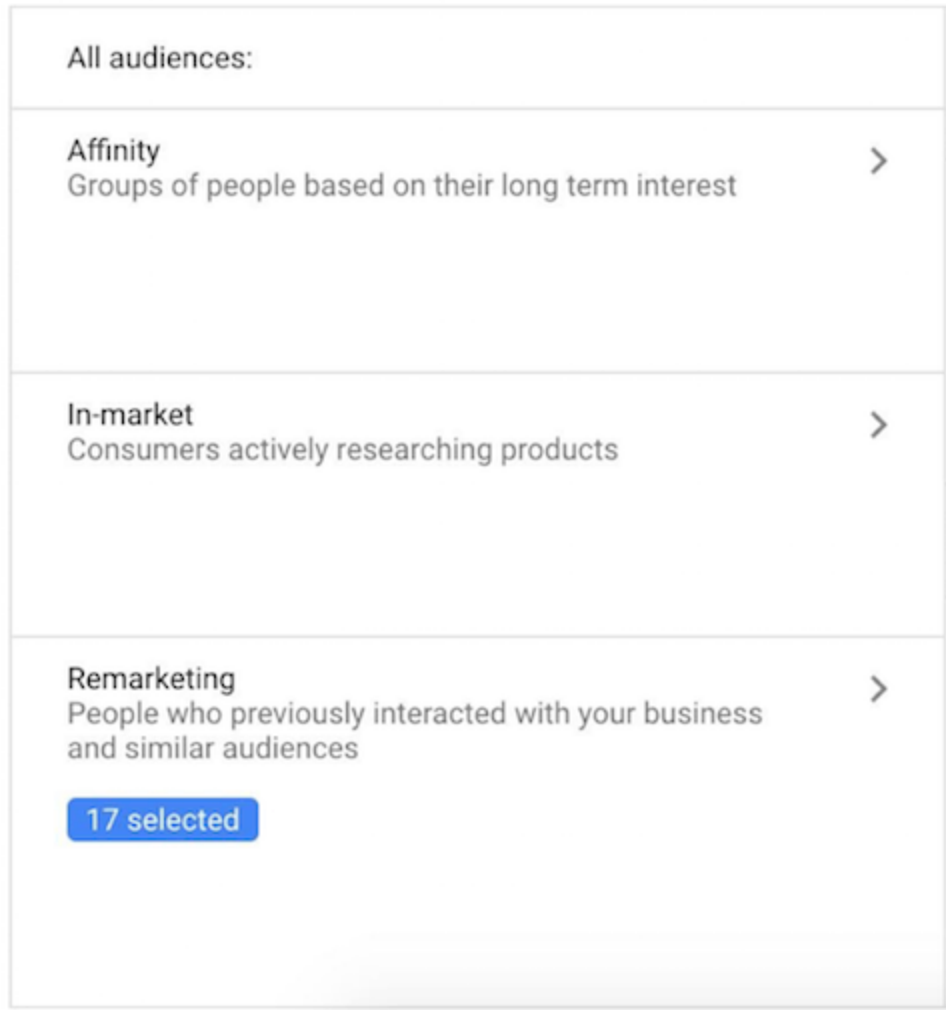 All audiences:
Affinity
Groups of people based on their long term interest
In-market
Consumers actively researching products
Remarketing
People who previously interacted with your business
and similar audiences
17 selected